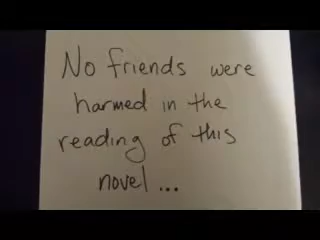 No friends were
harmed in the
reading of this
novel...